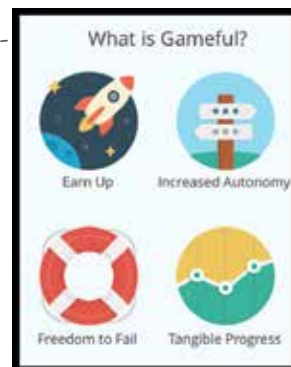 What is Gameful?
Earn Up
Increased Autonomy
Freedom to Fail
Tangible Progress